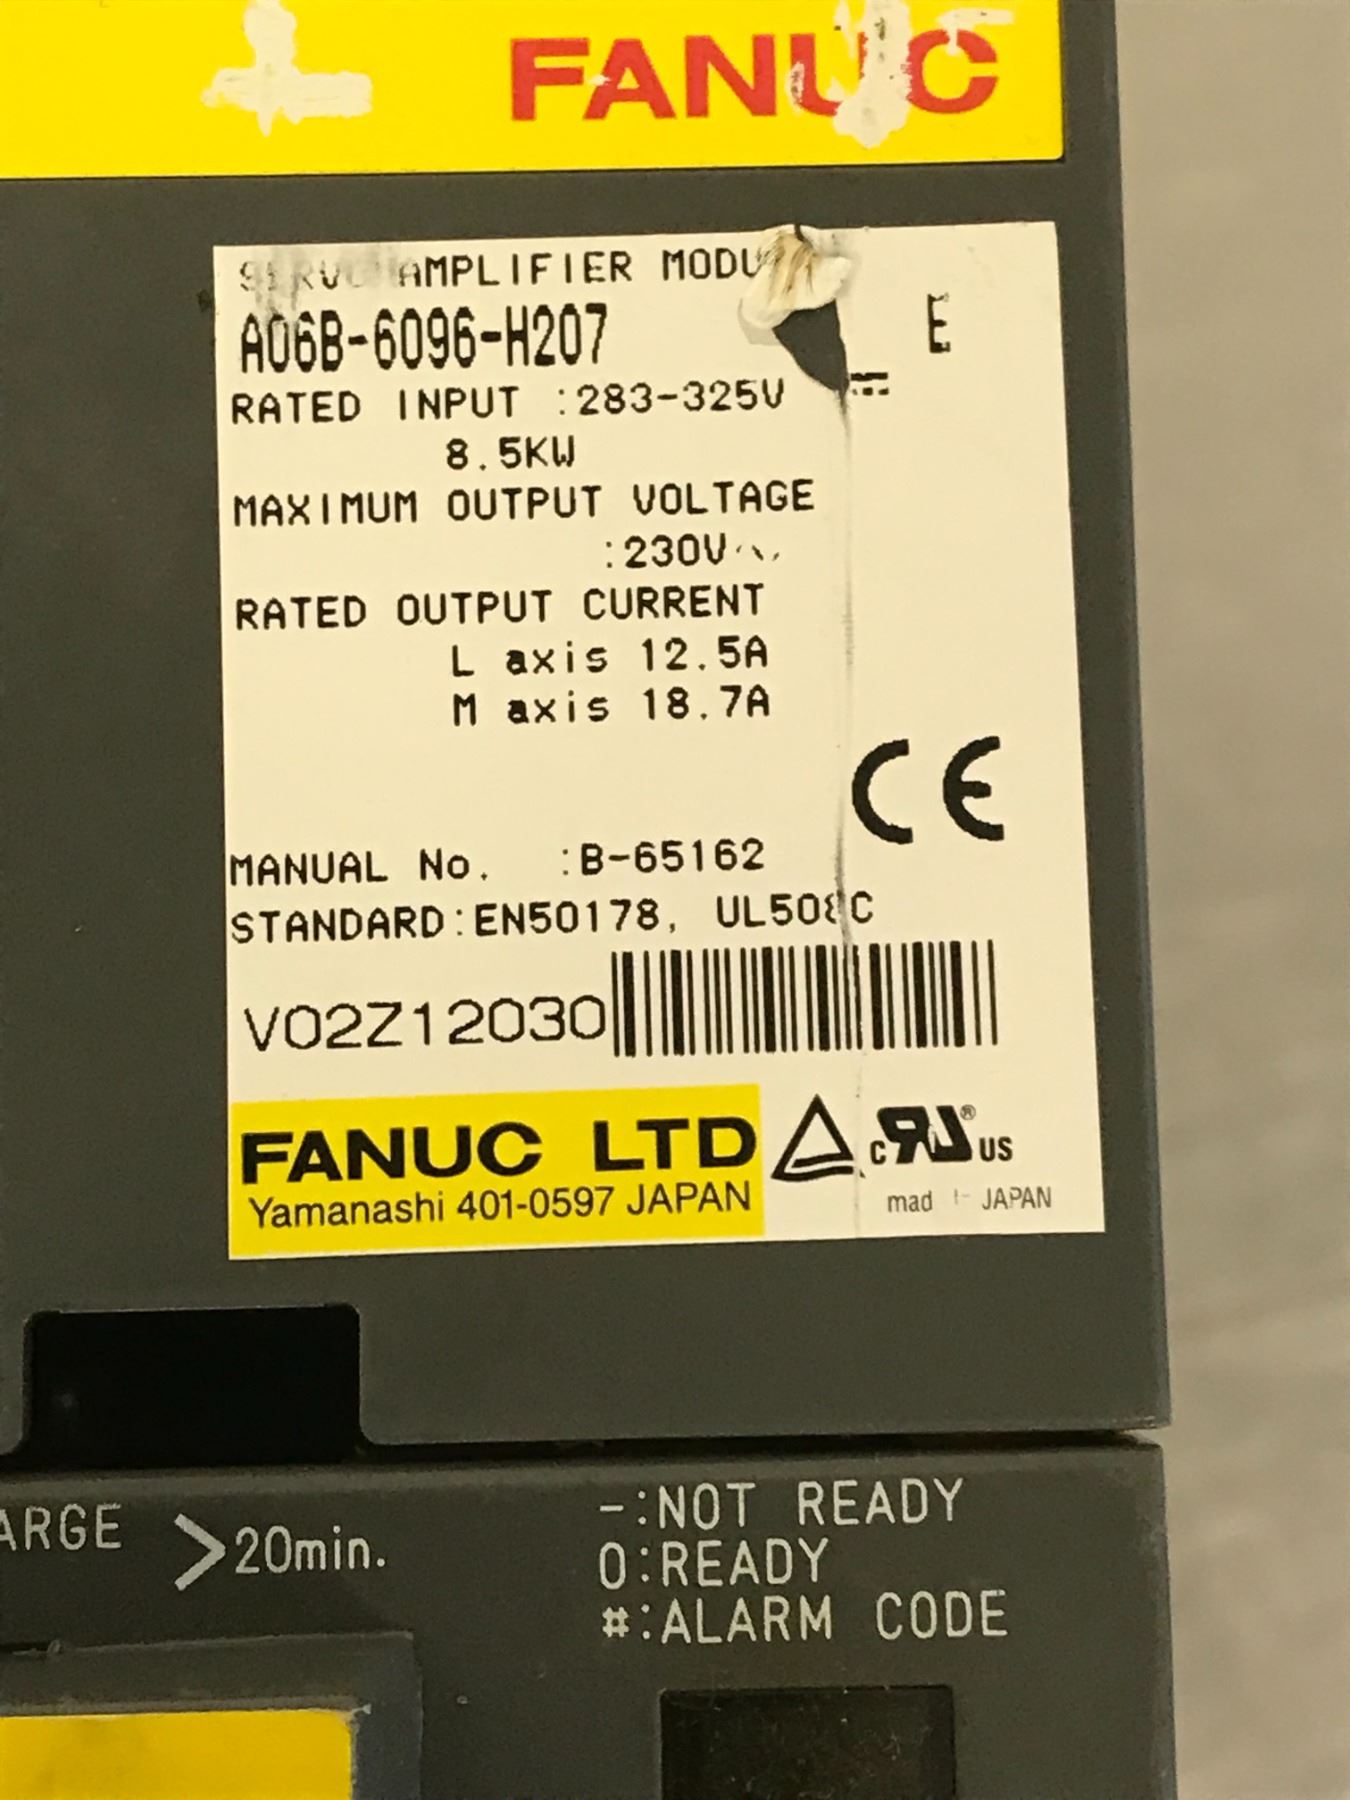 FANUC
SERVO AMPLIFIER
A06B-6096-H207
E
RATED INPUT :283-325V
8.5KW
MAXIMUM OUTPUT VOLTAGE
:230V
RATED OUTPUT CURRENT
L axis 12.5A
M axis 18.7A
CE
MANUAL No. :B-65162
STANDARD:EN50178, UL508C
V02Z12030
FANUC LTD
Yamanashi 401-0597 JAPAN
c US
JAPAN
>20min.
-:NOT READY
0:READY
#:ALARM CODE